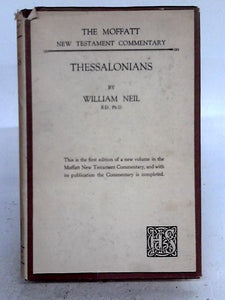 THE MOFFATT
NEW TESTAMENT COMMENTARY
THESSALONIANS
BY
WILLIAM NEIL
B.D., Ph.D.
This is the first edition of a new volume in the
Moffatt New Testament Commentary, and with
its publication the Commentary is completed.